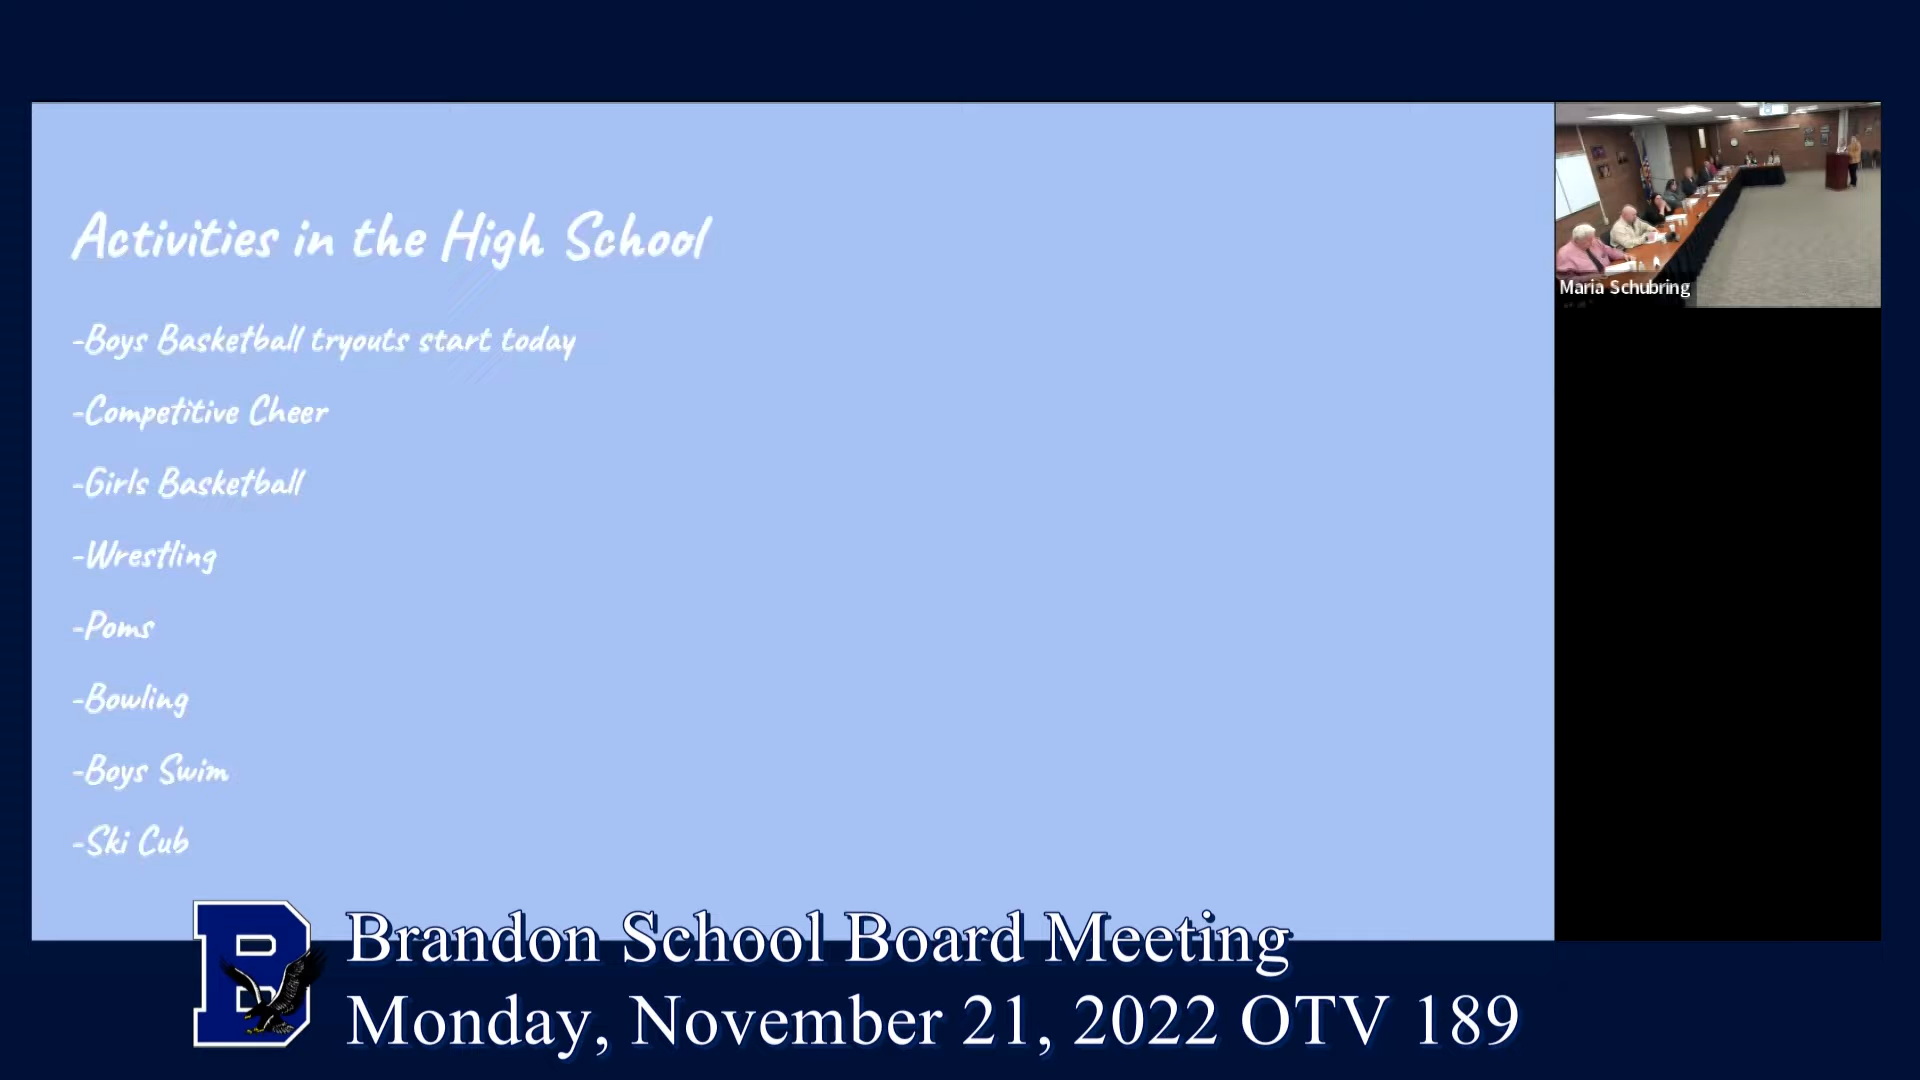 Activities in the High School
-Boys Basketball tryouts start today
-Competitive Cheer
-Girls Basketball
-Wrestling
-Poms
-Bowling
-Boys Swim
-Ski Cub
Maria Schubring
B
Brandon School Board Meeting
Monday, November 21, 2022 OTV 189